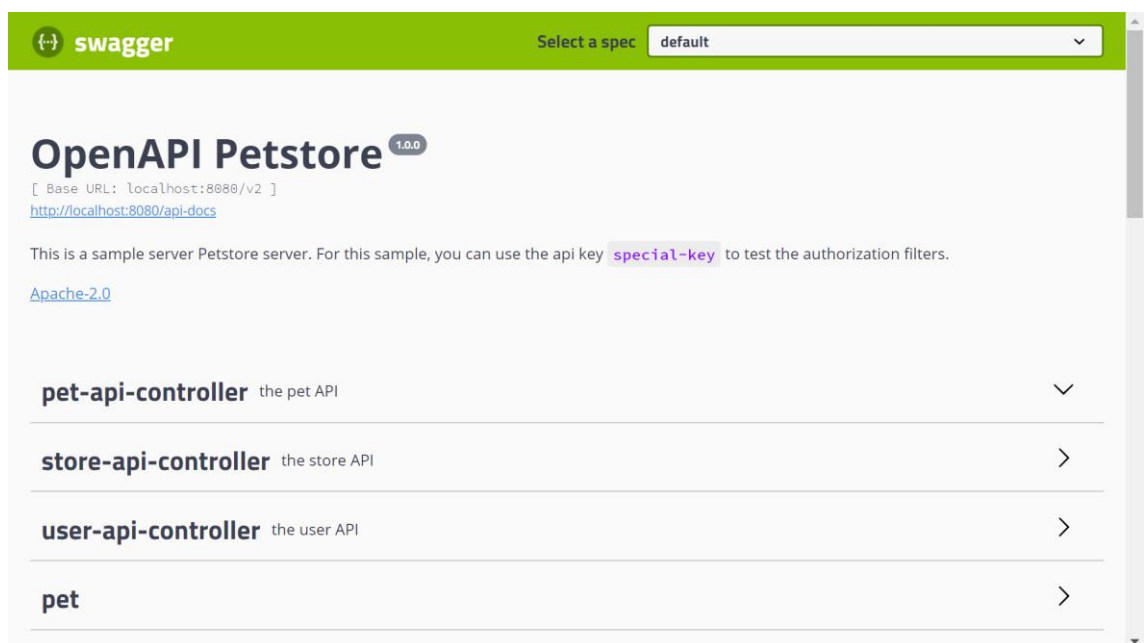 {···} swagger
Select a spec default
OpenAPI Petstore 1.0.0
[ Base URL: localhost:8080/v2 ]
http://localhost:8080/api-docs
This is a sample server Petstore server. For this sample, you can use the api key special-key to test the authorization filters.
Apache-2.0
pet-api-controller the pet API
store-api-controller the store API
user-api-controller the user API
pet